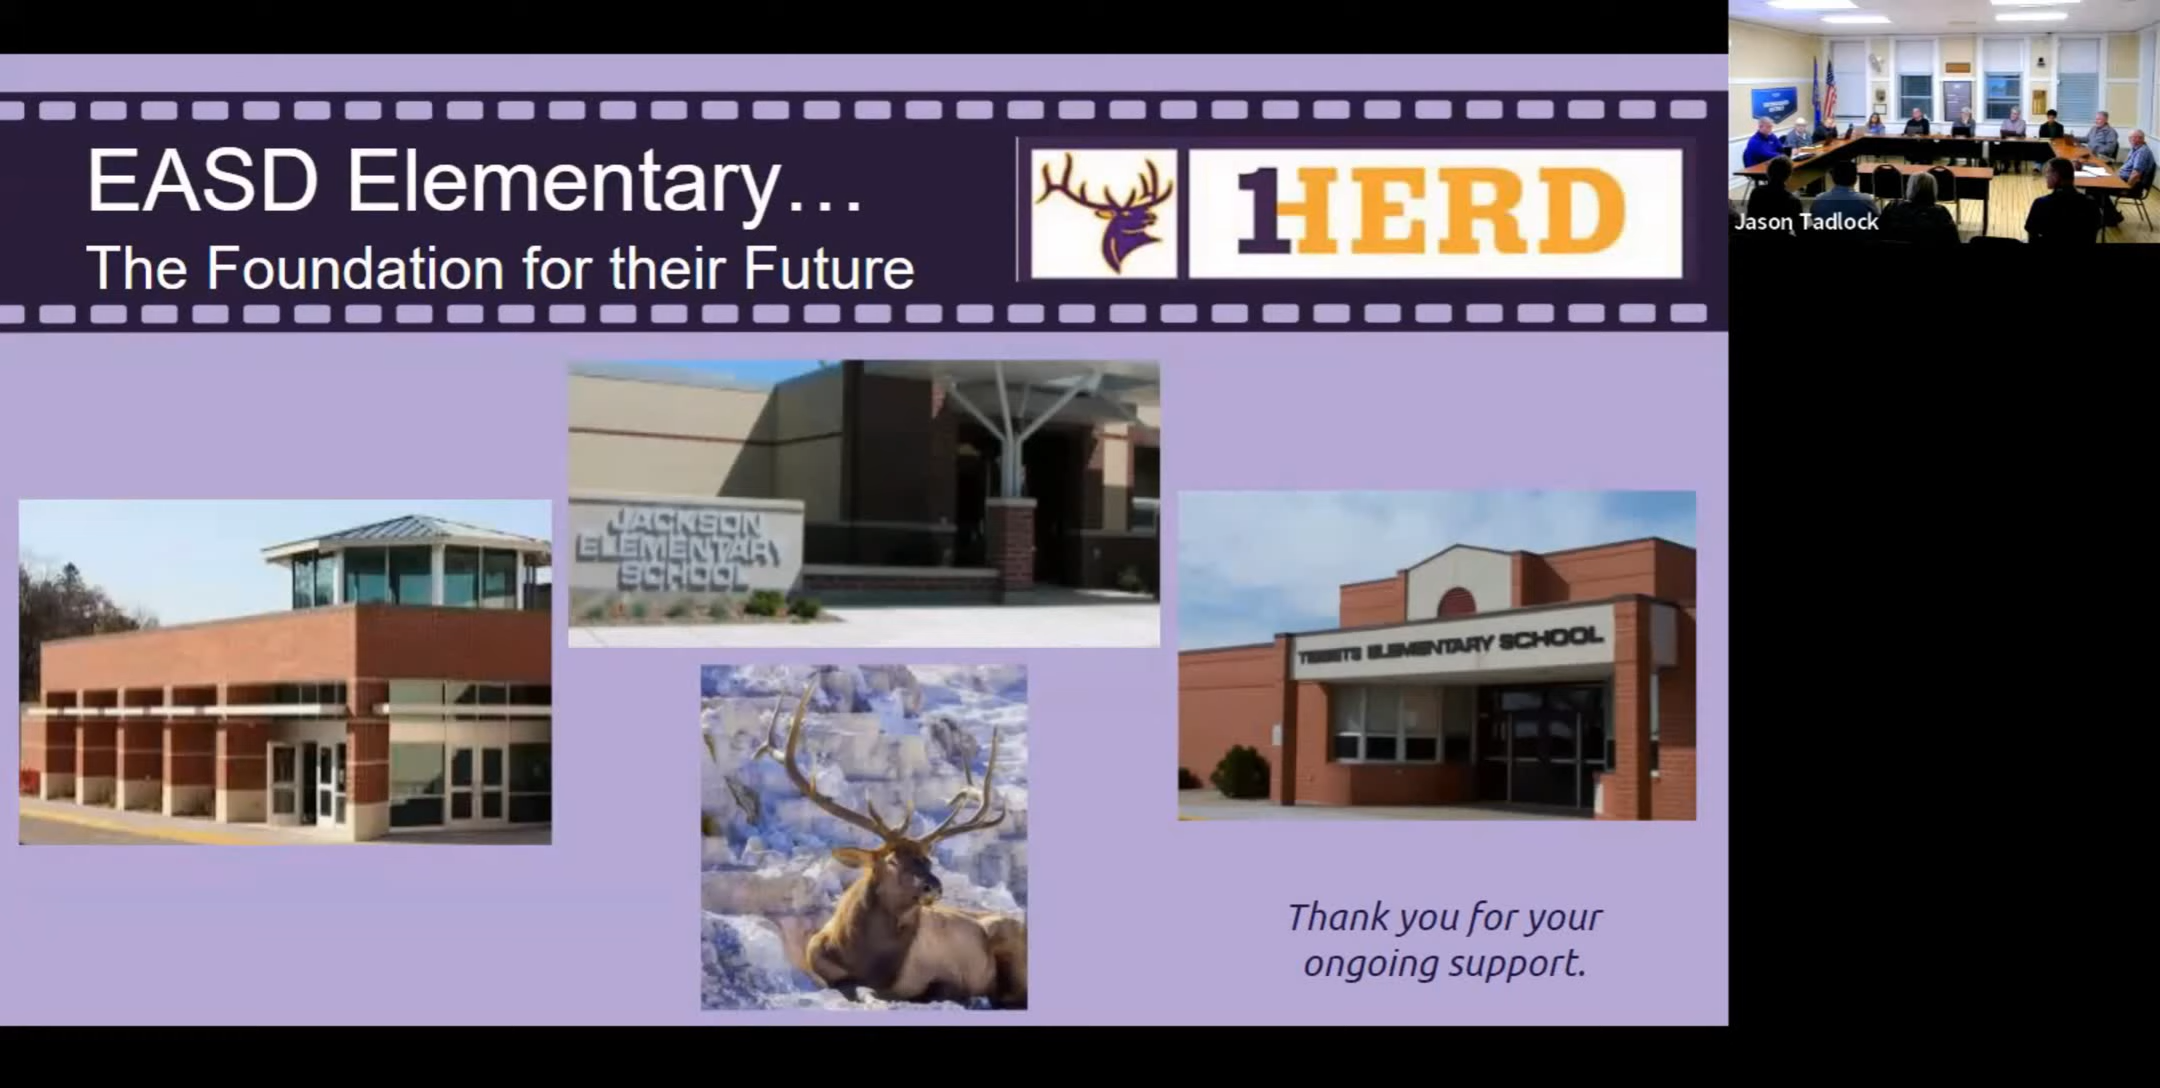 EASD Elementary...
The Foundation for their Future
1HERD
Jason Tadlock
JACKSON
ELEMENTARY
SCHOOL
TIBBETS ELEMENTARY SCHOOL
Thank you for your
ongoing support.